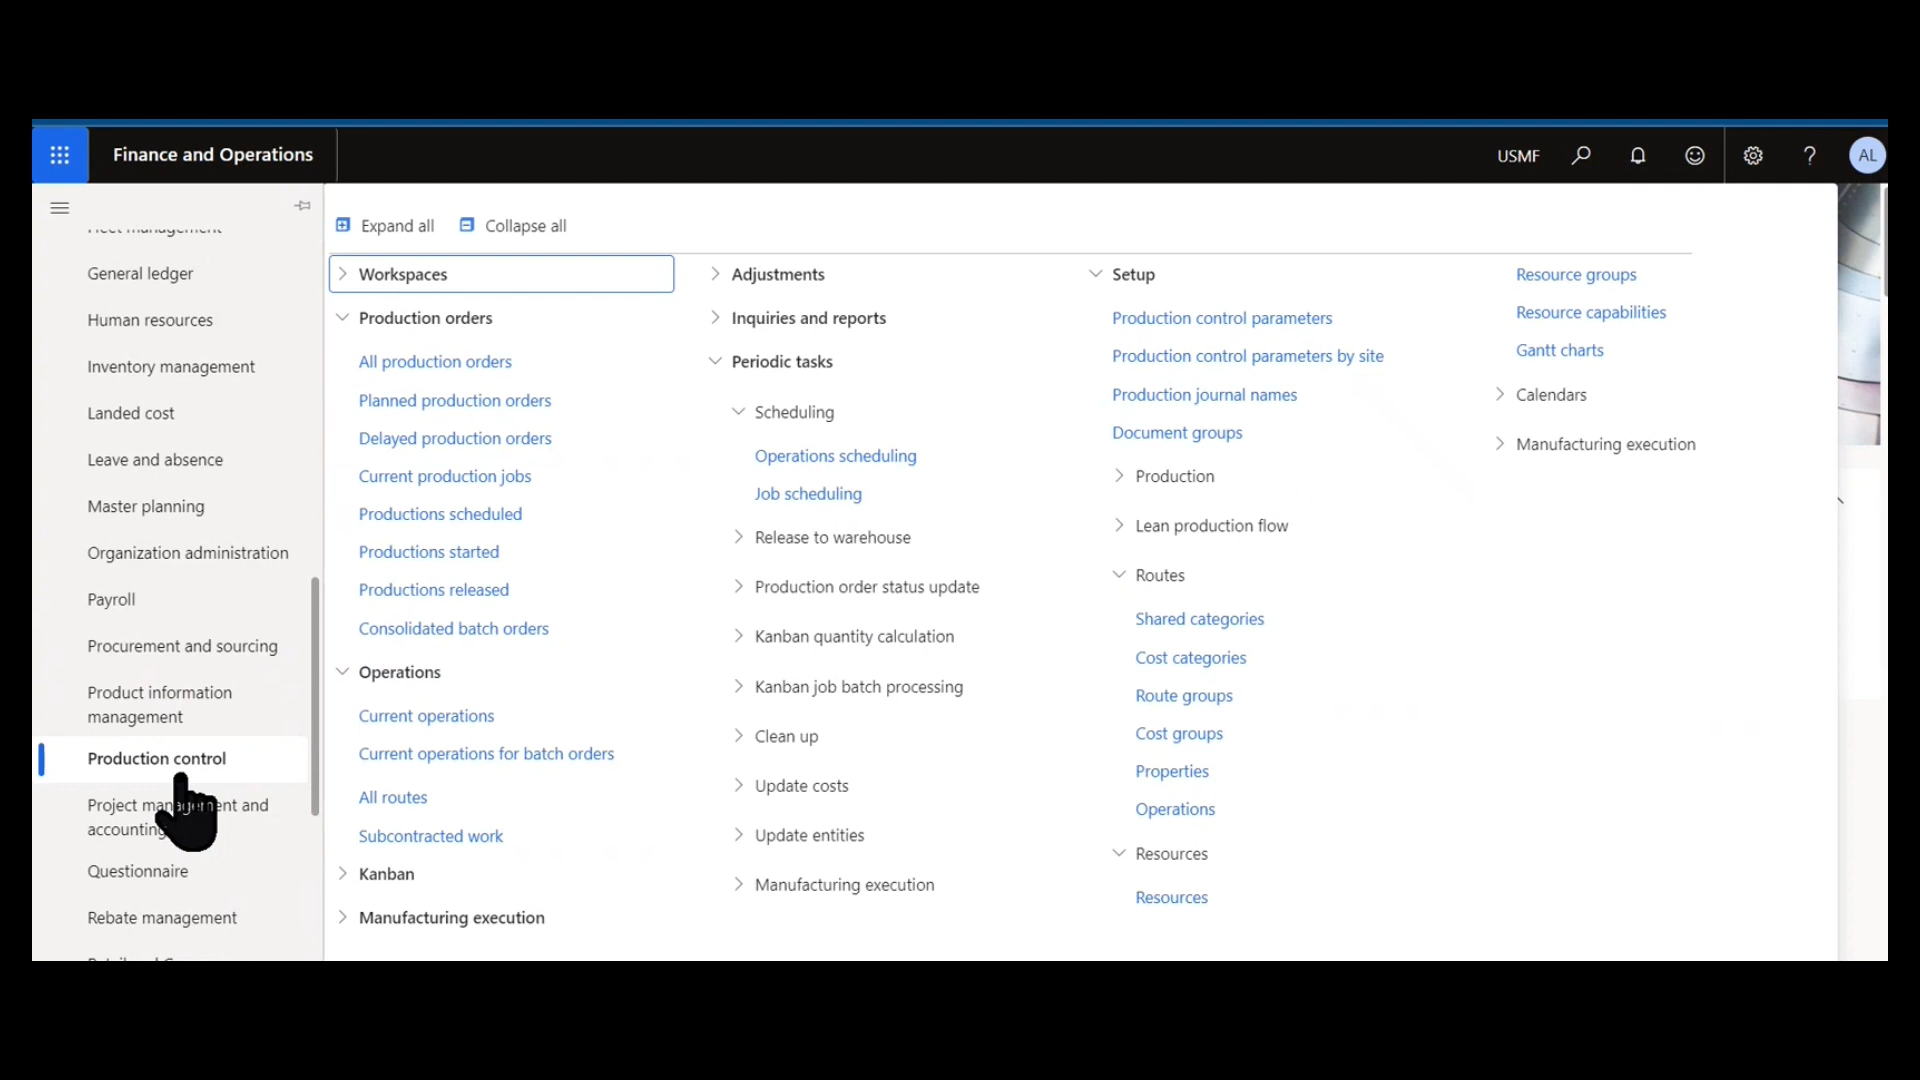 Finance and Operations
USMF
AL
General ledger
Human resources
Inventory management
Landed cost
Leave and absence
Master planning
Organization administration
Payroll
Procurement and sourcing
Product information
management
Production control
Project management and
accounting
Questionnaire
Rebate management
Expand all
Collapse all
Workspaces
Production orders
All production orders
Planned production orders
Delayed production orders
Current production jobs
Productions scheduled
Productions started
Productions released
Consolidated batch orders
Operations
Current operations
Current operations for batch orders
All routes
Subcontracted work
Kanban
Manufacturing execution
Adjustments
Inquiries and reports
Periodic tasks
Scheduling
Operations scheduling
Job scheduling
Release to warehouse
Production order status update
Kanban quantity calculation
Kanban job batch processing
Clean up
Update costs
Update entities
Manufacturing execution
Setup
Production control parameters
Production control parameters by site
Production journal names
Document groups
Production
Lean production flow
Routes
Shared categories
Cost categories
Route groups
Cost groups
Properties
Operations
Resources
Resources
Resource groups
Resource capabilities
Gantt charts
Calendars
Manufacturing execution